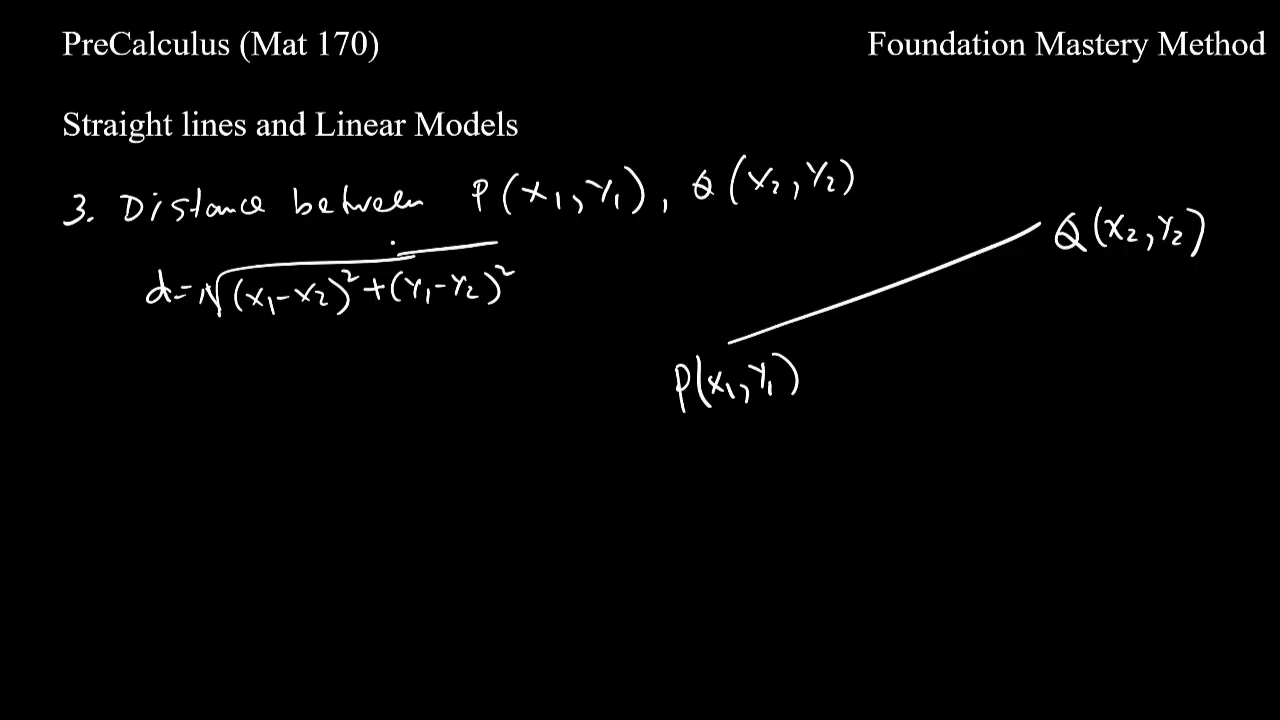 PreCalculus (Mat 170)
Foundation Mastery Method
Straight lines and Linear Models
3. Distance between P(x₁,y₁), Q(x₂,y₂)
d=√(x₁-x₂)²+(y₁-y₂)²
Q(x₂,y₂)
P(x₁,y₁)